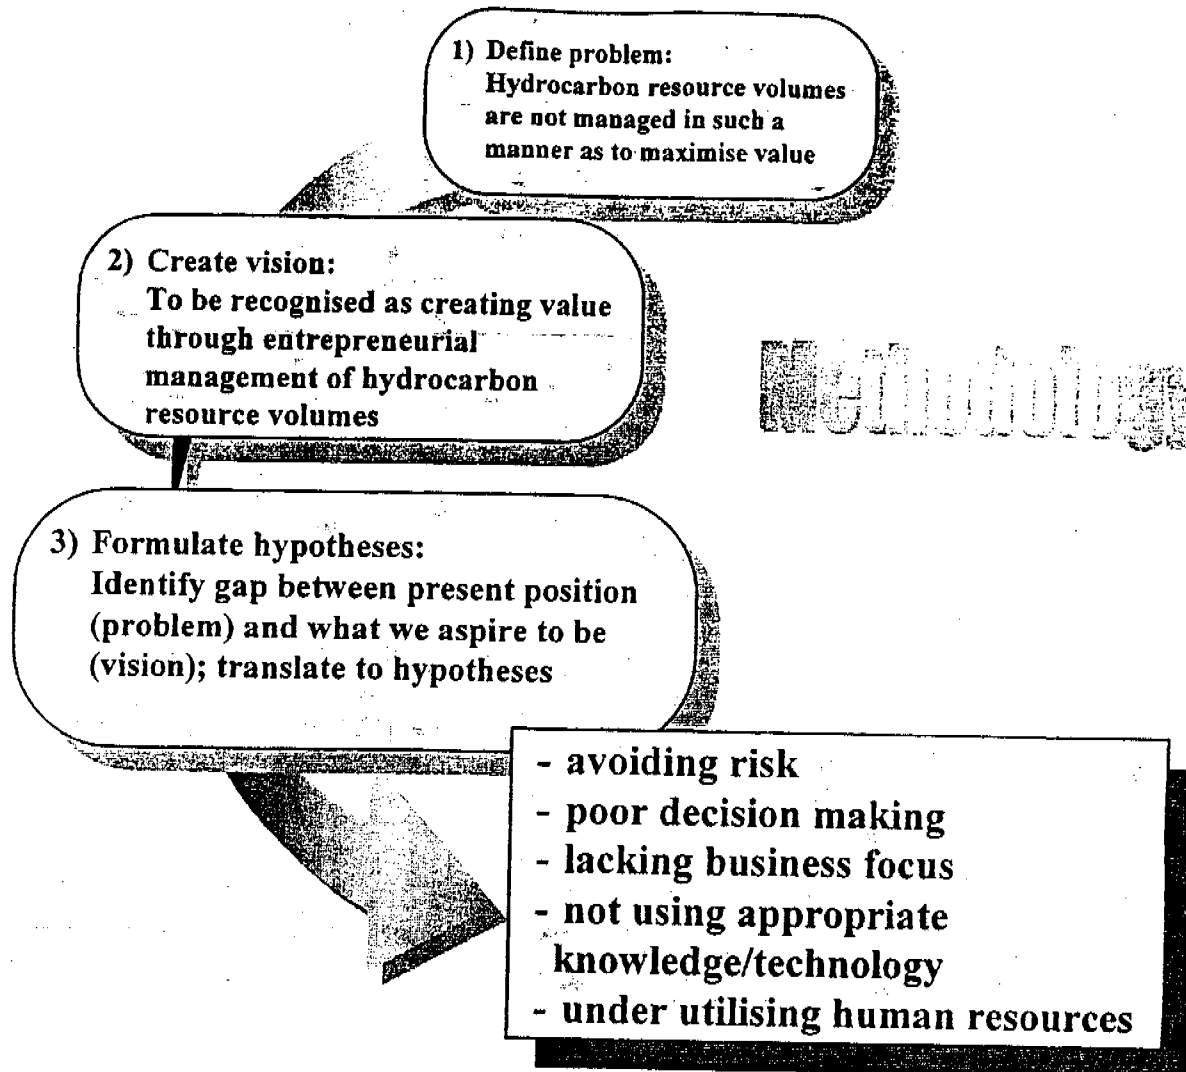 1) Define problem:
Hydrocarbon resource volumes
are not managed in such a
manner as to maximise value
2) Create vision:
To be recognised as creating value
through entrepreneurial
management of hydrocarbon
resource volumes
Methodology
3) Formulate hypotheses:
Identify gap between present position
(problem) and what we aspire to be
(vision); translate to hypotheses
- avoiding risk
- poor decision making
- lacking business focus
- not using appropriate
knowledge/technology
- under utilising human resources